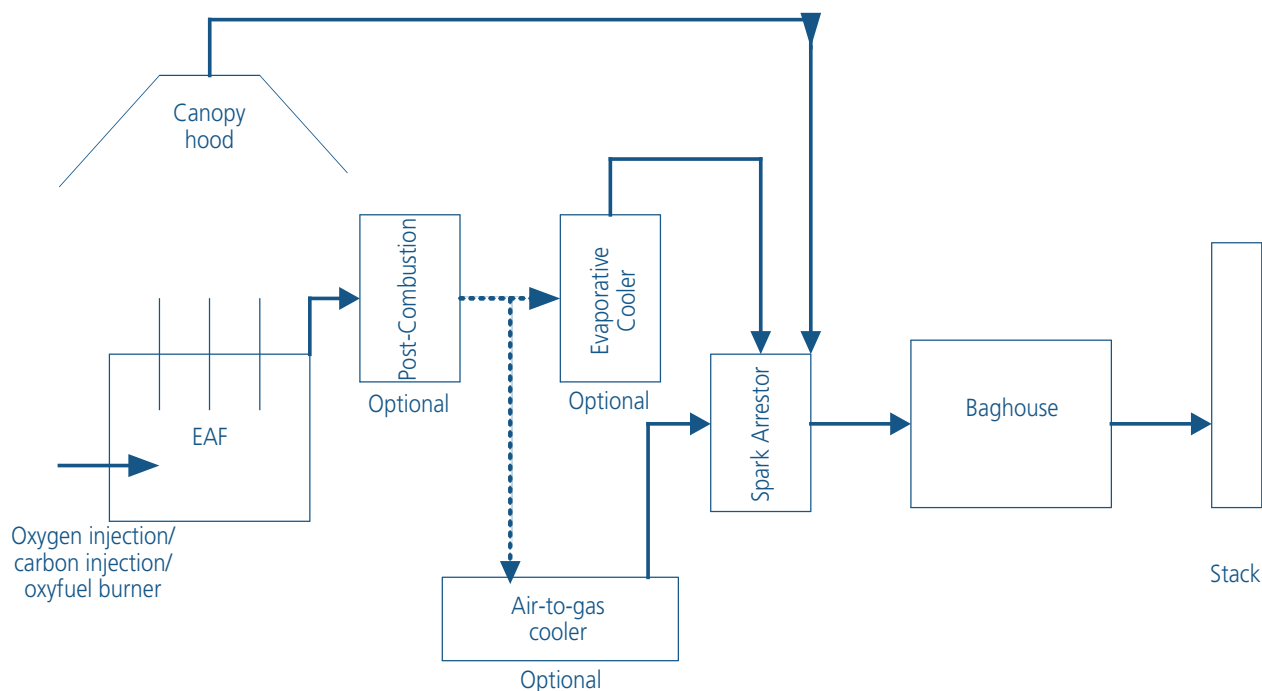 Canopy
hood
Post-Combustion
Optional
Evaporative
Cooler
Optional
EAF
Oxygen injection/
carbon injection/
oxyfuel burner
Air-to-gas
cooler
Optional
Spark Arrestor
Baghouse
Stack